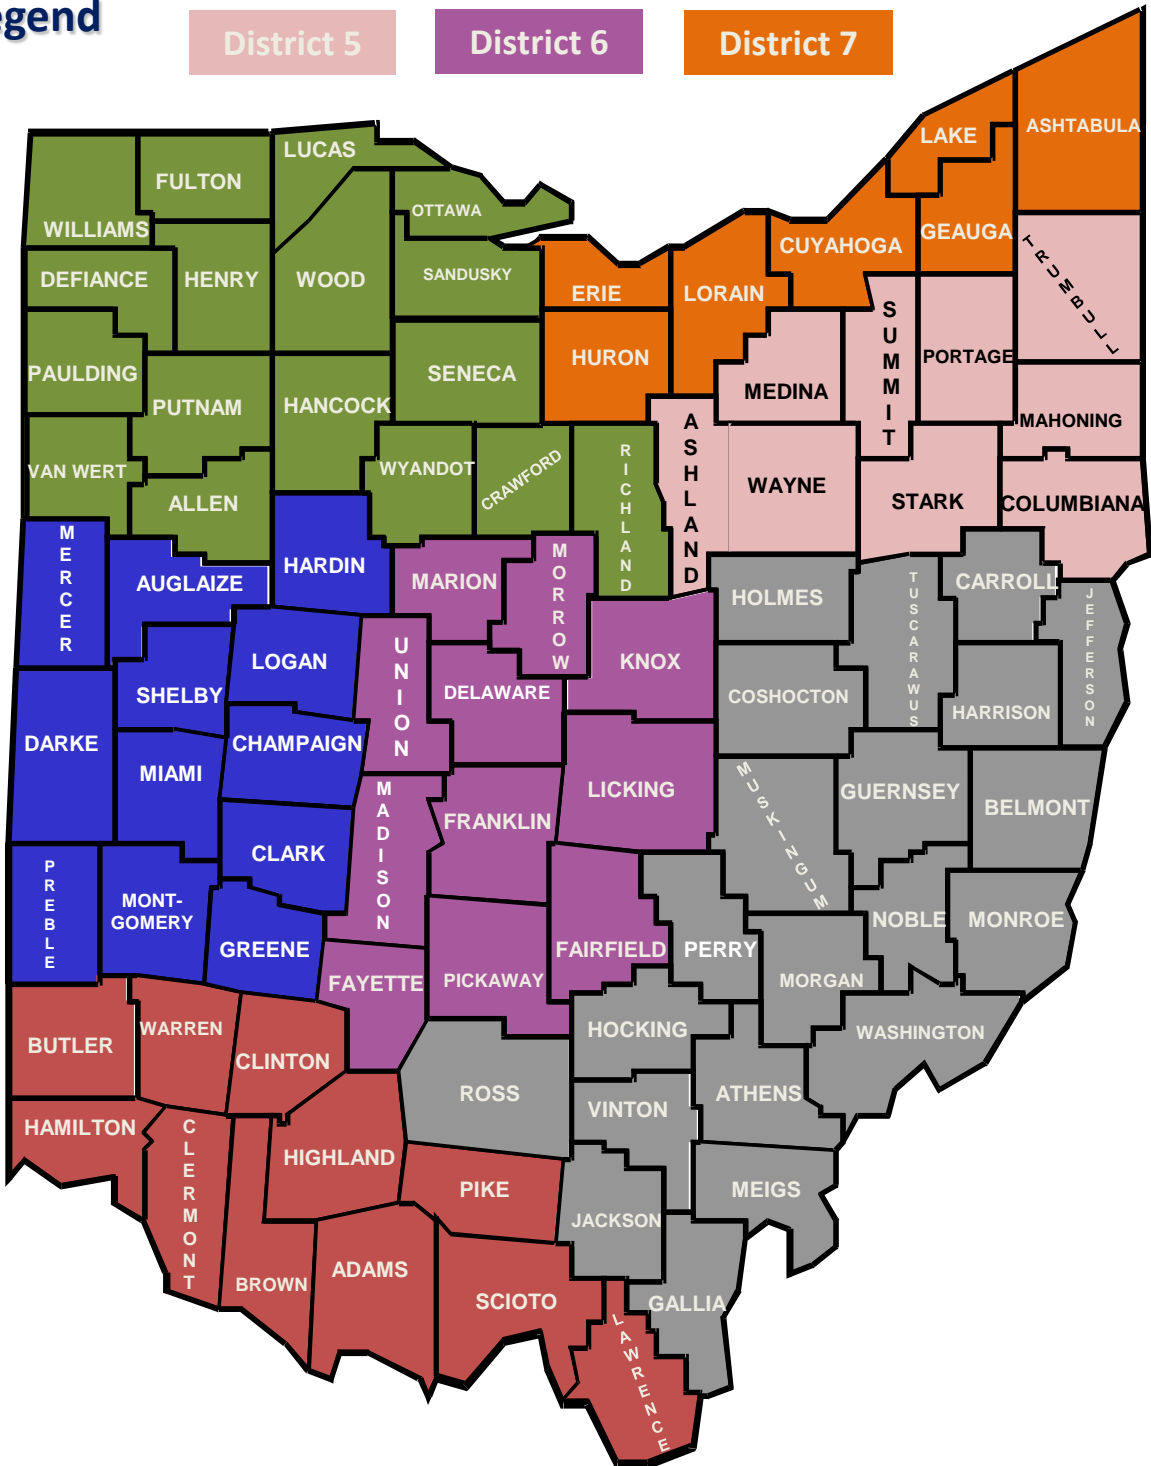 egend
District 5
District 6
District 7
LAKE
ASHTABULA
LUCAS
FULTON
OTTAWA
WILLIAMS
GEAUGA
CUYAHOGA
TRUMBULL
DEFIANCE
HENRY
WOOD
SANDUSKY
ERIE
LORAIN
SUMMIT
PORTAGE
HURON
PAULDING
SENECA
MEDINA
PUTNAM
HANCOCK
ASHLAND
MAHONING
VAN WERT
WYANDOT
CRAWFORD
RICHLAND
WAYNE
STARK
COLUMBIANA
ALLEN
MERCER
HARDIN
AUGLAIZE
MARION
MORROW
HOLMES
TUSCARAWUS
CARROLL
JEFFERSON
UNION
LOGAN
KNOX
SHELBY
DELAWARE
COSHOCTON
HARRISON
DARKE
CHAMPAIGN
MIAMI
MADISON
LICKING
MUSKINGUM
GUERNSEY
BELMONT
FRANKLIN
CLARK
PREBLE
MONT-
GOMERY
NOBLE
MONROE
GREENE
FAIRFIELD
PERRY
FAYETTE
PICKAWAY
MORGAN
WARREN
HOCKING
WASHINGTON
BUTLER
CLINTON
ROSS
ATHENS
VINTON
HAMILTON
CLERMONT
HIGHLAND
PIKE
MEIGS
JACKSON
BROWN
ADAMS
SCIOTO
GALLIA
LAWRENCE